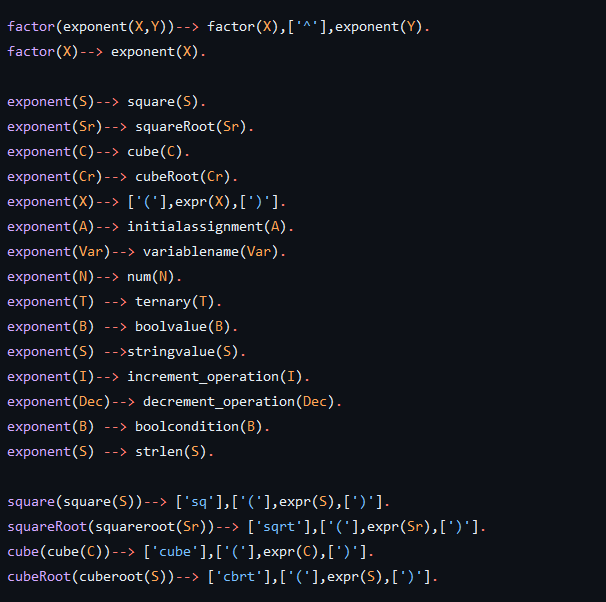 factor(exponent(X,Y))--> factor(X),['^'],exponent(Y).
factor(X)--> exponent(X).
exponent(S)--> square(S).
exponent(Sr)--> squareRoot(Sr).
exponent(C)--> cube(C).
exponent(Cr)--> cubeRoot(Cr).
exponent(X)--> ['('],expr(X),[')'].
exponent(A)--> initialassignment(A).
exponent(Var)--> variablename(Var).
exponent(N)--> num(N).
exponent(T) --> ternary(T).
exponent(B) --> boolvalue(B).
exponent(S) -->stringvalue(S).
exponent(I)--> increment_operation(I).
exponent(Dec)--> decrement_operation(Dec).
exponent(B) --> boolcondition(B).
exponent(S) --> strlen(S).
square(square(S))--> ['sq'],['('],expr(S),[')'].
squareRoot(squareroot(Sr))--> ['sqrt'],['('],expr(Sr),[')'].
cube(cube(C))--> ['cube'],['('],expr(C),[')'].
cubeRoot(cuberoot(S))--> ['cbrt'],['('],expr(S),[')'].